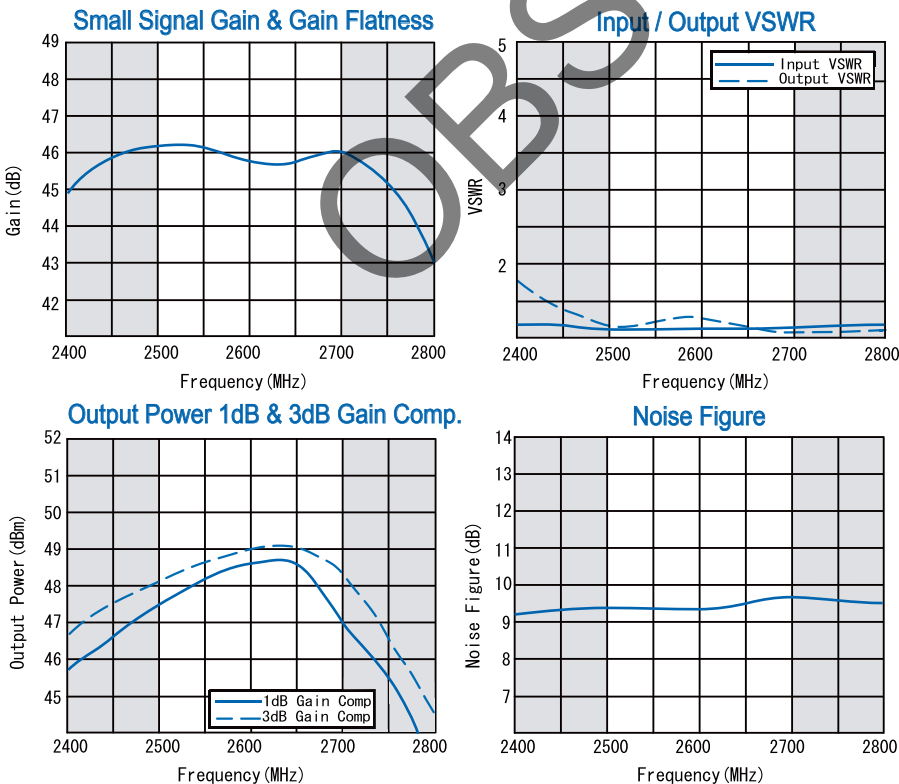 Small Signal Gain & Gain Flatness
49
48
47
46
45
44
43
42
Gain(dB)
2400
2500
2600
2700
2800
Frequency(MHz)
Input / Output VSWR
5
4
3
2
VSWR
Input VSWR
Output VSWR
2400
2500
2600
2700
2800
Frequency(MHz)
OBS
Output Power 1dB & 3dB Gain Comp.
52
51
50
49
48
47
46
45
Output Power(dBm)
1dB Gain Comp
3dB Gain Comp
2400
2500
2600
2700
2800
Frequency(MHz)
Noise Figure
14
13
12
11
10
9
8
7
Noise Figure(dB)
2400
2500
2600
2700
2800
Frequency(MHz)